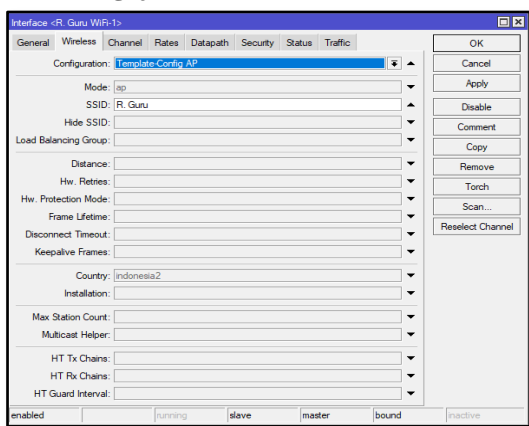 Interface <R. Guru WiFi-1>
General Wireless Channel Rates Datapath Security Status Traffic
Configuration: Template-Config AP
Mode: ap
SSID: R. Guru
Hide SSID:
Load Balancing Group:
Distance:
Hw. Retries:
Hw. Protection Mode:
Frame Lifetime:
Disconnect Timeout:
Keepalive Frames:
Country: indonesia2
Installation:
Max Station Count:
Multicast Helper:
HT Tx Chains:
HT Rx Chains:
HT Guard Interval:
OK
Cancel
Apply
Disable
Comment
Copy
Remove
Torch
Scan...
Reselect Channel
enabled running slave master bound inactive